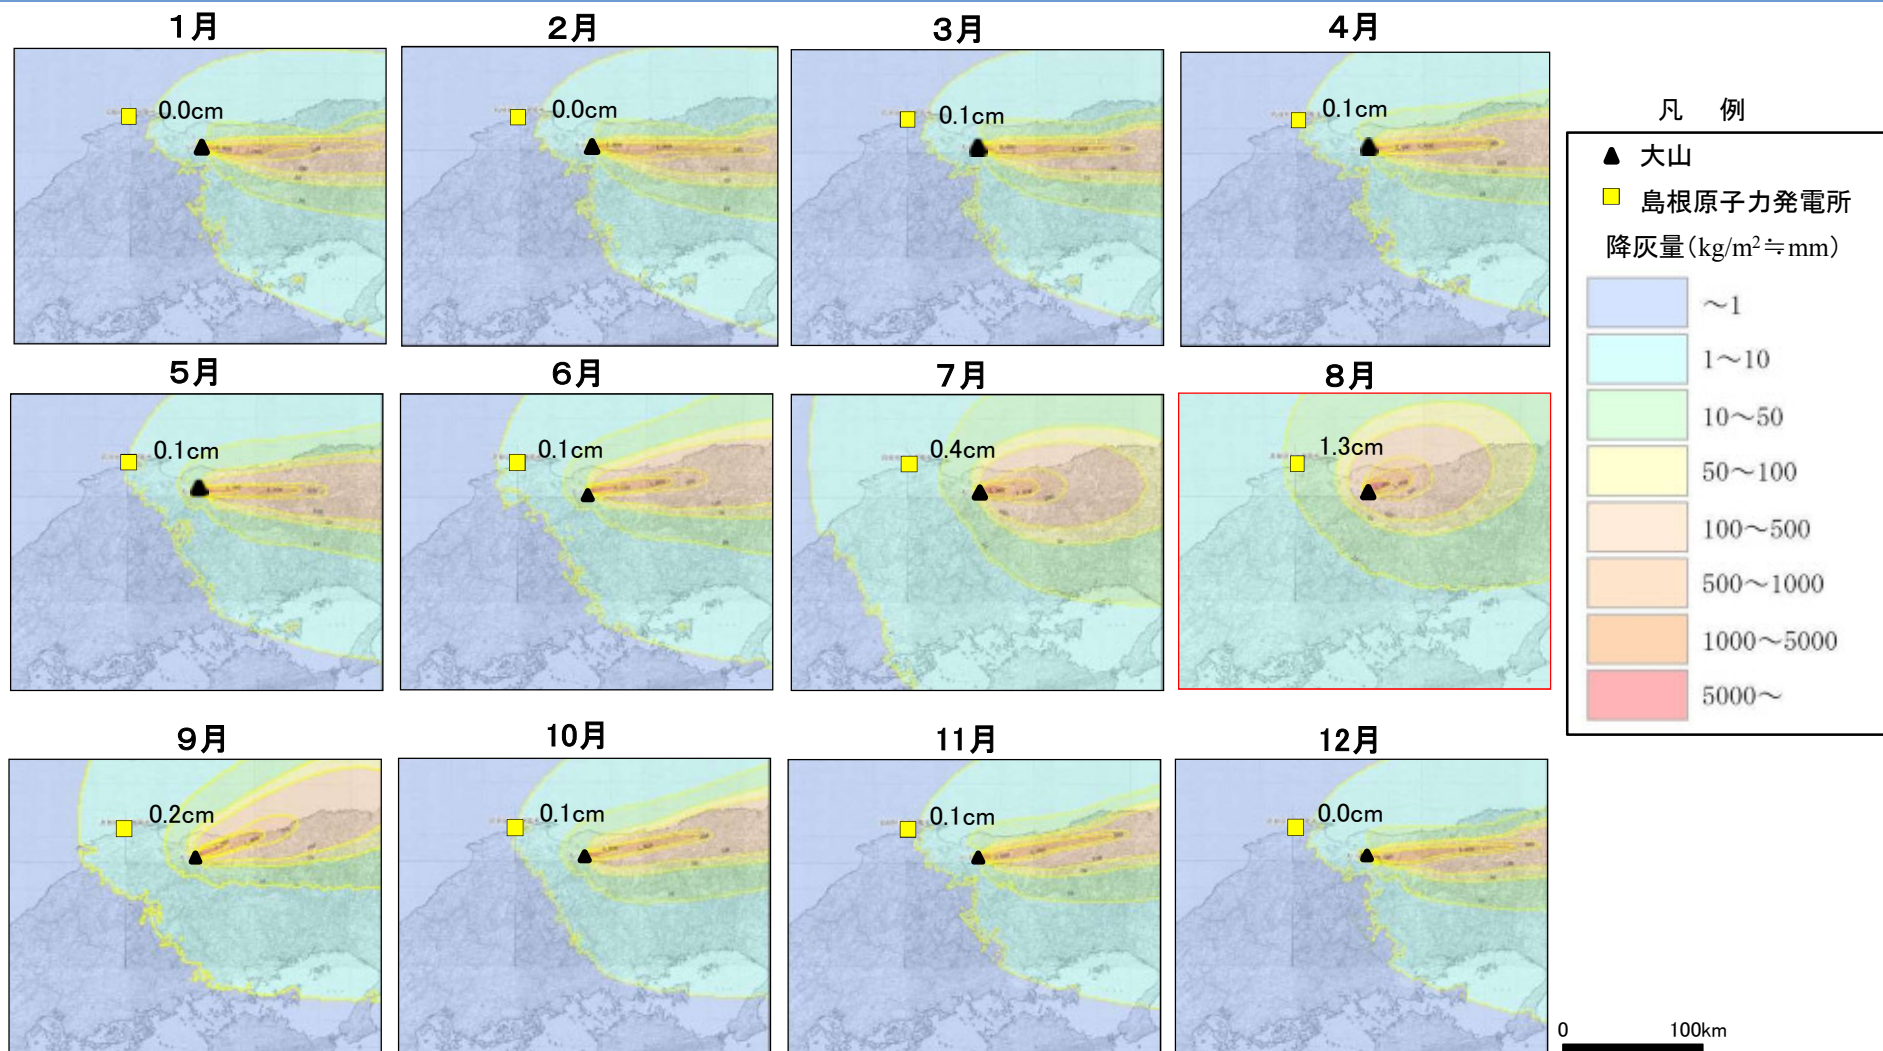 1月
2月
3月
4月
0.0cm
0.0cm
0.1cm
0.1cm
5月
6月
7月
8月
0.1cm
0.1cm
0.4cm
1.3cm
9月
10月
11月
12月
0.2cm
0.1cm
0.1cm
0.0cm
凡 例
大山
島根原子力発電所
降灰量(kg/m²≒mm)
～1
1～10
10～50
50～100
100～500
500～1000
1000～5000
5000～
0 100km